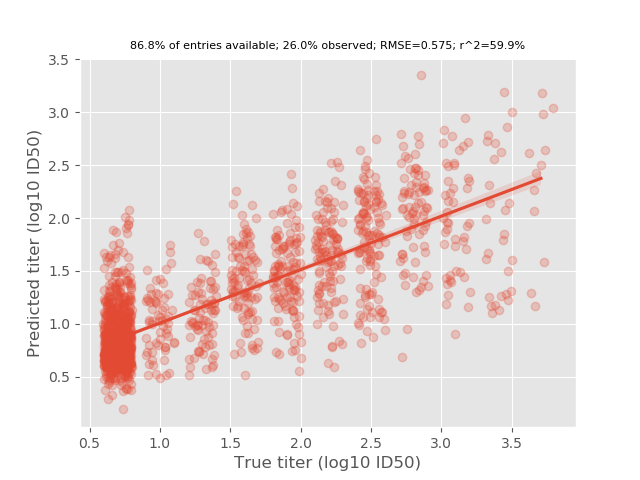 86.8% of entries available; 26.0% observed; RMSE=0.575; r^2=59.9%
3.5
3.0
2.5
2.0
1.5
1.0
0.5
Predicted titer (log10 ID50)
0.5 1.0 1.5 2.0 2.5 3.0 3.5
True titer (log10 ID50)